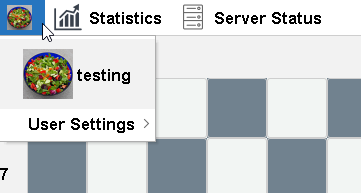 Statistics
Server Status
testing
User Settings
7